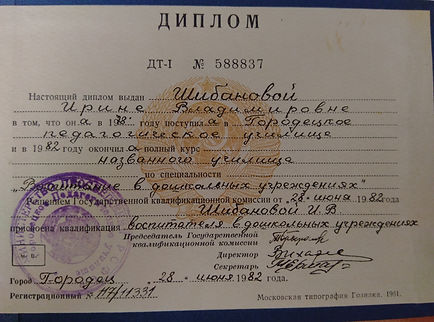 ДИПЛОМ
ДТ-I № 588837
Настоящий диплом выдан Шибановой
Ирине Владимировне
в том, что она в 1978 году поступила в Городецкое
педагогическое училище
и в 1982 окончила полный курс
названного училища
по специальности
„Воспитание в дошкольных учреждениях"
Решением Государственной квалификационной комиссии от „28" июня 1982 г.
Шибановой И.В.
присвоена квалификация воспитателя в дошкольных учреждениях
Председатель Государственной
квалификационной комиссии
Директор
Секретарь
Город Городец, „28" июня 1982 г.
Регистрационный №
Московская типография Гознака. 1981.